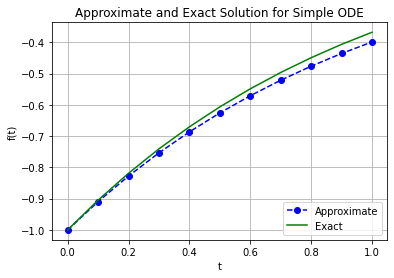 Approximate and Exact Solution for Simple ODE
−0.4
−0.5
−0.6
−0.7
−0.8
−0.9
−1.0
f(t)
0.0 0.2 0.4 0.6 0.8 1.0
t
Approximate
Exact